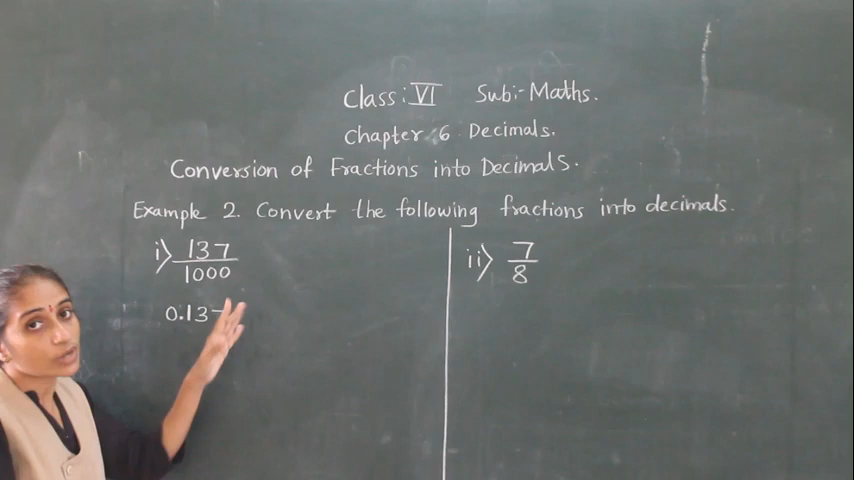 Class: VI Sub:- Maths.
Chapter 6 Decimals.
Conversion of Fractions into Decimals.
Example 2. Convert the following fractions into decimals.
i) 137/1000
ii) 7/8
0.13